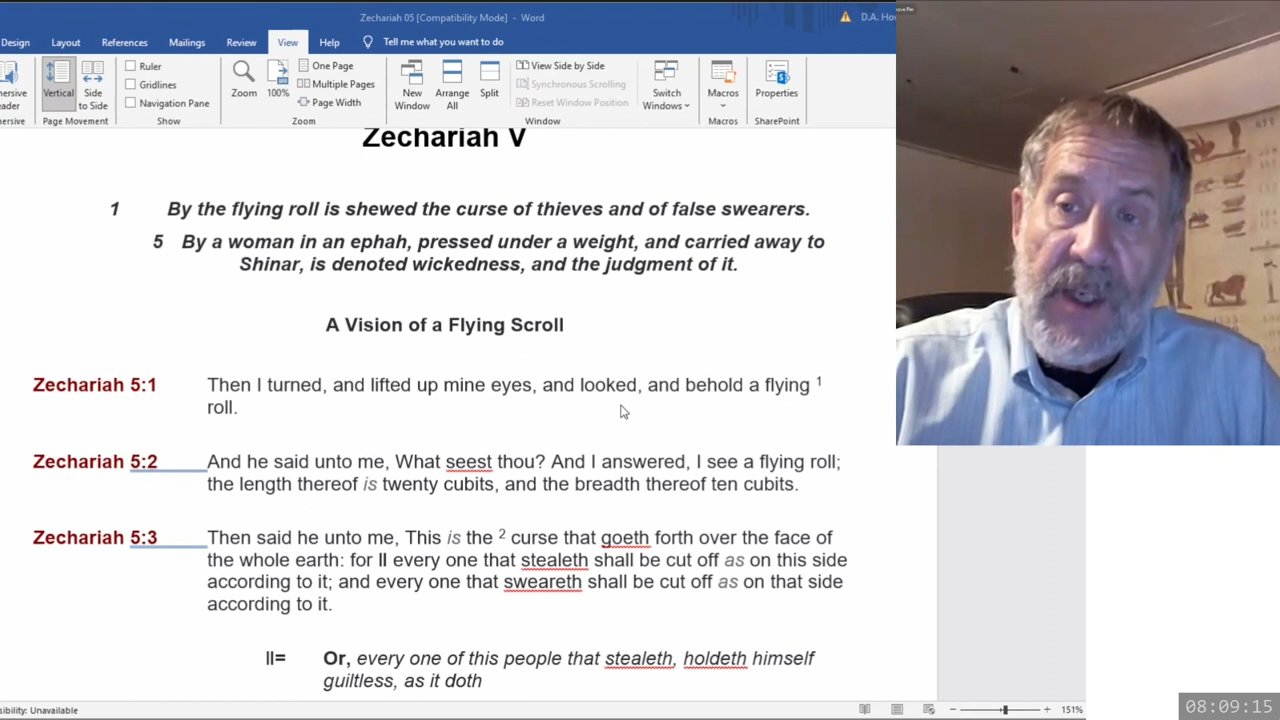 Zechariah 05 [Compatibility Mode] - Word
Design Layout References Mailings Review View Help Tell me what you want to do
Vertical
Side
to Side
Page Movement
Ruler
Gridlines
Navigation Pane
Show
Zoom
100%
One Page
Multiple Pages
Page Width
Zoom
New
Window
Arrange
All
Split
View Side by Side
Synchronous Scrolling
Reset Window Position
Window
Switch
Windows
Macros
Macros
Properties
SharePoint
Zechariah V
1 By the flying roll is shewed the curse of thieves and of false swearers.
5 By a woman in an ephah, pressed under a weight, and carried away to
Shinar, is denoted wickedness, and the judgment of it.
A Vision of a Flying Scroll
Zechariah 5:1 Then I turned, and lifted up mine eyes, and looked, and behold a flying 1
roll.
Zechariah 5:2 And he said unto me, What seest thou? And I answered, I see a flying roll;
the length thereof is twenty cubits, and the breadth thereof ten cubits.
Zechariah 5:3 Then said he unto me, This is the 2 curse that goeth forth over the face of
the whole earth: for ǁ every one that stealeth shall be cut off as on this side
according to it; and every one that sweareth shall be cut off as on that side
according to it.
ǁ= Or, every one of this people that stealeth, holdeth himself
guiltless, as it doth
Unavailable
151%
08:09:15